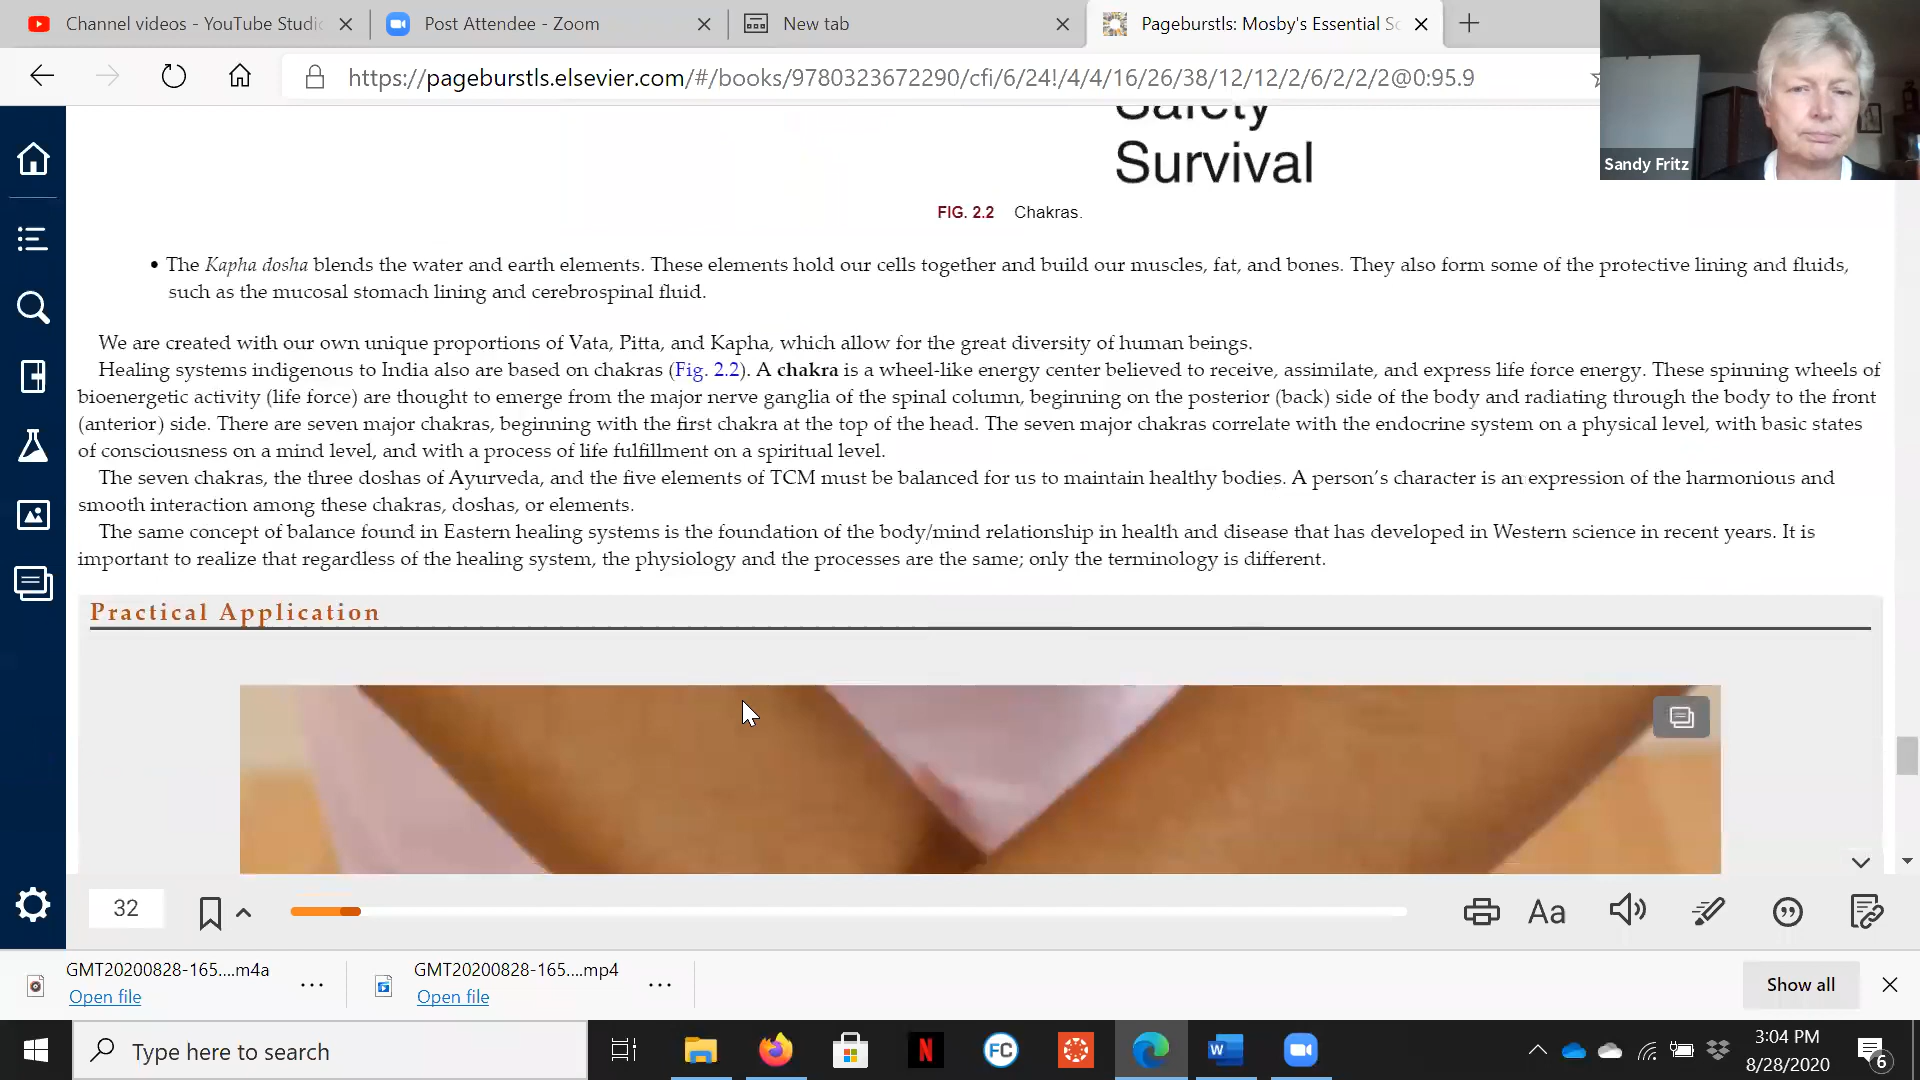 Channel videos - YouTube Studi
Post Attendee - Zoom
New tab
Pageburstls: Mosby's Essential Sc
https://pageburstls.elsevier.com/#/books/9780323672290/cfi/6/24!/4/4/16/26/38/12/12/2/6/2/2/2@0:95.9
Sandy Fritz
Safety
Survival
FIG. 2.2 Chakras.
• The Kapha dosha blends the water and earth elements. These elements hold our cells together and build our muscles, fat, and bones. They also form some of the protective lining and fluids,
such as the mucosal stomach lining and cerebrospinal fluid.
We are created with our own unique proportions of Vata, Pitta, and Kapha, which allow for the great diversity of human beings.
Healing systems indigenous to India also are based on chakras (Fig. 2.2). A chakra is a wheel-like energy center believed to receive, assimilate, and express life force energy. These spinning wheels of
bioenergetic activity (life force) are thought to emerge from the major nerve ganglia of the spinal column, beginning on the posterior (back) side of the body and radiating through the body to the front
(anterior) side. There are seven major chakras, beginning with the first chakra at the top of the head. The seven major chakras correlate with the endocrine system on a physical level, with basic states
of consciousness on a mind level, and with a process of life fulfillment on a spiritual level.
The seven chakras, the three doshas of Ayurveda, and the five elements of TCM must be balanced for us to maintain healthy bodies. A person's character is an expression of the harmonious and
smooth interaction among these chakras, doshas, or elements.
The same concept of balance found in Eastern healing systems is the foundation of the body/mind relationship in health and disease that has developed in Western science in recent years. It is
important to realize that regardless of the healing system, the physiology and the processes are the same; only the terminology is different.
Practical Application
32
Aa
GMT20200828-165....m4a
Open file
GMT20200828-165....mp4
Open file
Show all
Type here to search
N
FC
W
3:04 PM
8/28/2020
6